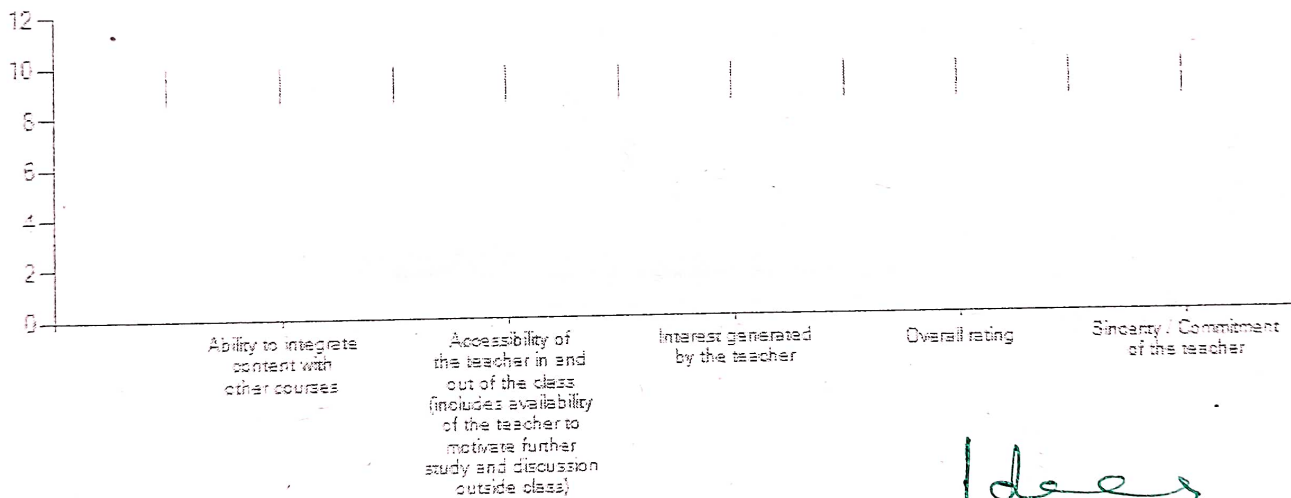 12
10
8
6
4
2
0
Ability to integrate
content with
other courses
Accessibility of
the teacher in and
out of the class
(includes availability
of the teacher to
motivate further
study and discussion
outside class)
Interest generated
by the teacher
Overall rating
Sincerity / Commitment
of the teacher